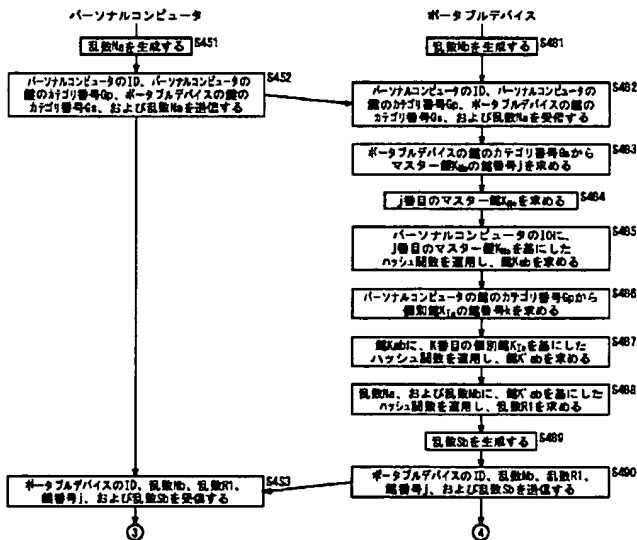 パーソナルコンピュータ
ポータブルデバイス
乱数Naを生成する
S451
乱数Nbを生成する
S481
パーソナルコンピュータのID、パーソナルコンピュータの
鍵のカテゴリ番号Gp、ポータブルデバイスの鍵の
カテゴリ番号Gs、および乱数Naを送信する
S452
パーソナルコンピュータのID、パーソナルコンピュータの
鍵のカテゴリ番号Gp、ポータブルデバイスの鍵の
カテゴリ番号Gs、および乱数Naを受信する
S482
ポータブルデバイスの鍵のカテゴリ番号Gsから
マスター鍵の鍵番号jを求める
S483
j番目のマスター鍵を求める
S484
パーソナルコンピュータのIDに、
j番目のマスター鍵を基にした
ハッシュ関数を適用し、鍵Kabを求める
S485
パーソナルコンピュータの鍵のカテゴリ番号Gpから
個別鍵の鍵番号kを求める
S486
鍵Kabに、K番目の個別鍵を基にした
ハッシュ関数を適用し、鍵K'abを求める
S487
乱数Na、および乱数Nbに、鍵K'abを基にした
ハッシュ関数を適用し、乱数R1を求める
S488
乱数Sbを生成する
S489
ポータブルデバイスのID、乱数Nb、乱数R1、
鍵番号j、および乱数Sbを受信する
S453
ポータブルデバイスのID、乱数Nb、乱数R1、
鍵番号j、および乱数Sbを送信する
S490
③
④